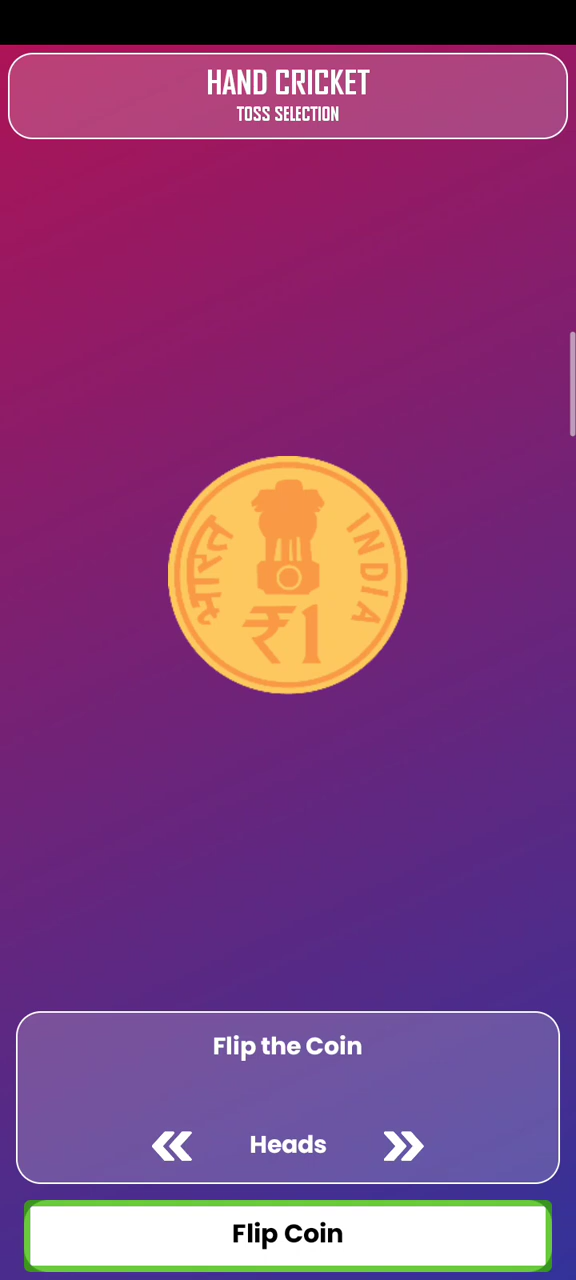 HAND CRICKET
TOSS SELECTION
भारत
INDIA
₹1
Flip the Coin
Heads
Flip Coin